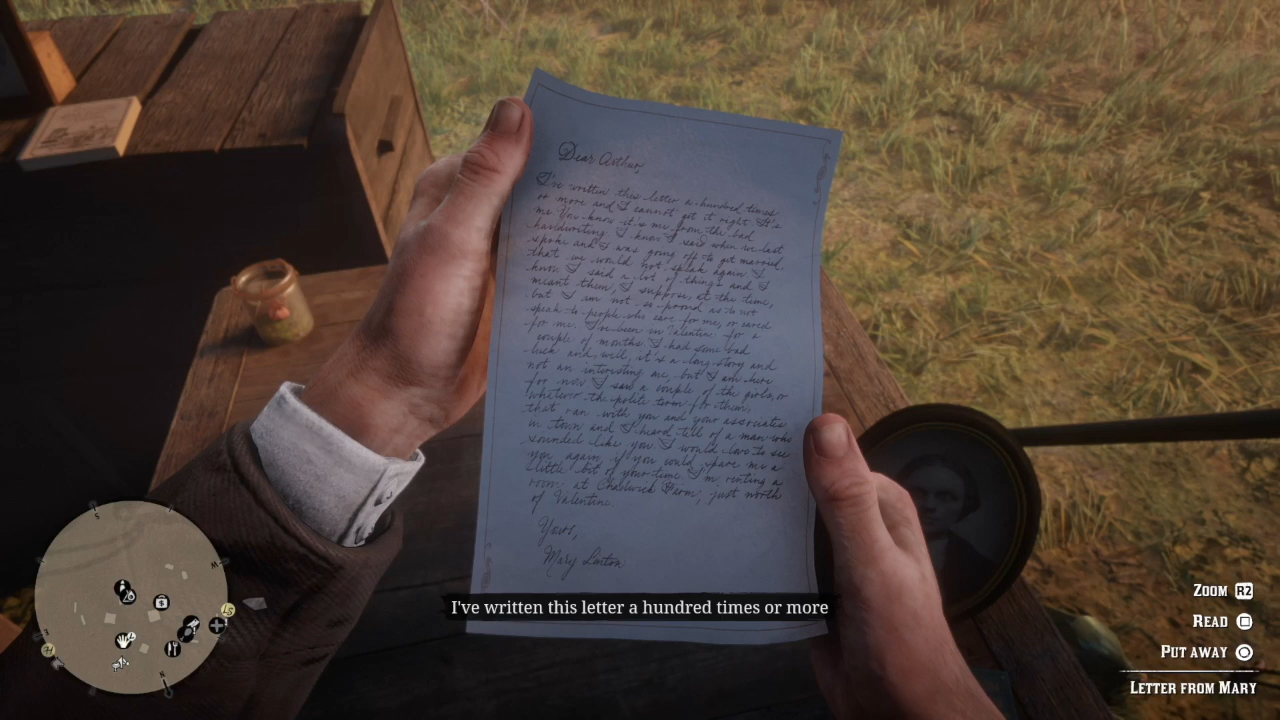 Dear Arthur,
I've written this letter a hundred times
or more and I cannot get it right. It's
me. You know it's me from the bad
handwriting. I know I said when we last
spoke and I was going off to get married
that we would not speak again. I
know I said a lot of things and I
meant them, I suppose, at the time,
but I am not so proud as to not
speak to people who care for me, or cared
for me. I've been in Valentine for a
couple of months. I had some bad
luck and, well, it's a long story and
not an interesting one, but I am here
for now. I saw a couple of the girls, or
whatever the polite term for them,
that ran with you and your associates
in town and I heard tell of a man who
sounded like you. I would love to see
you again, if you could spare me a
little bit of your time. I'm renting a
room, at Chadwick Farm, just north
of Valentine.
Yours,
Mary Linton
I've written this letter a hundred times or more
ZOOM R2
READ
PUT AWAY
LETTER FROM MARY
S
W
N